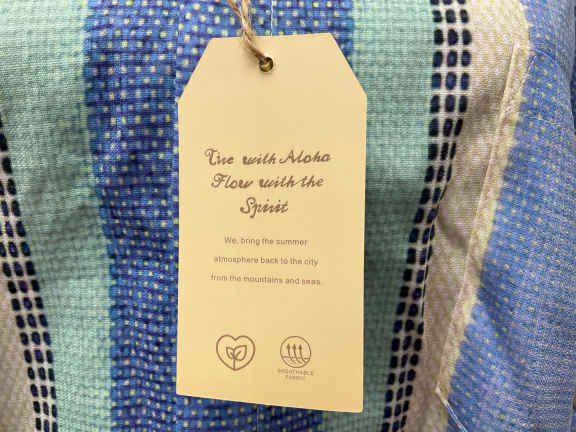 Live with Aloha
Flow with the
Spirit
We, bring the summer
atmosphere back to the city
from the mountains and seas.
BREATHABLE
FABRIC